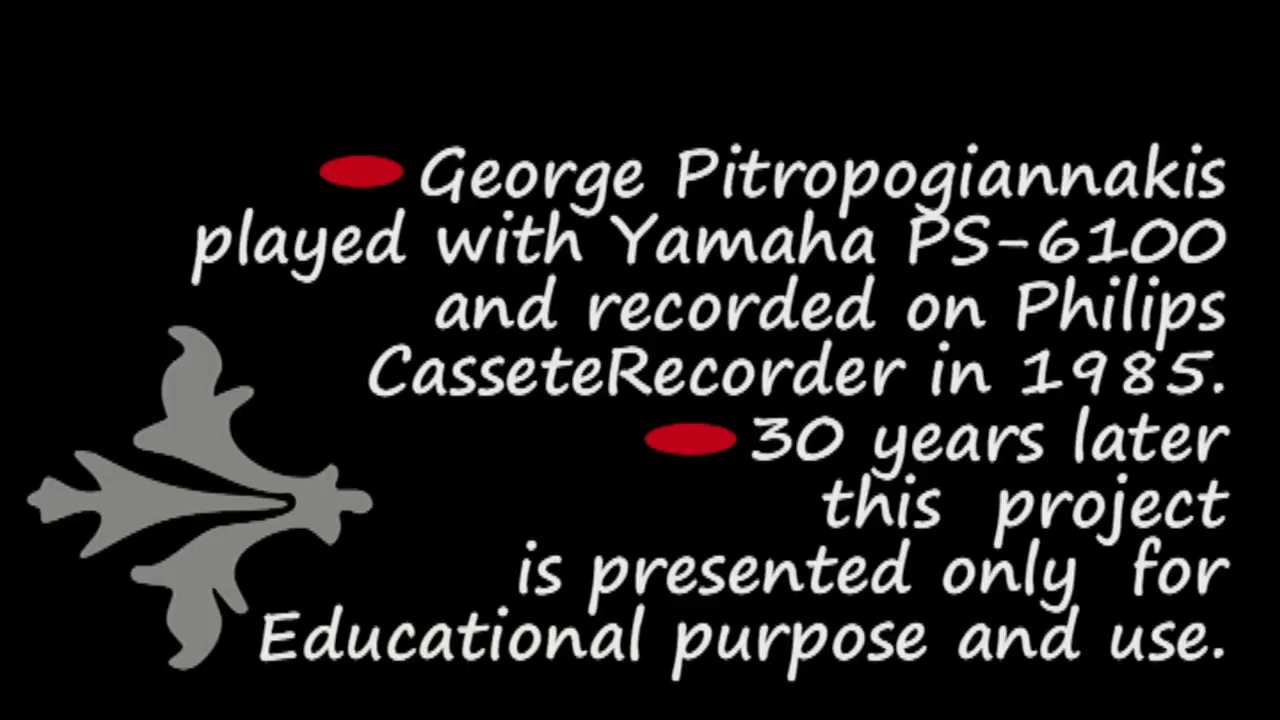 George Pitropogiannakis
played with Yamaha PS-6100
and recorded on Philips
CasseteRecorder in 1985.
30 years later
this project
is presented only for
Educational purpose and use.